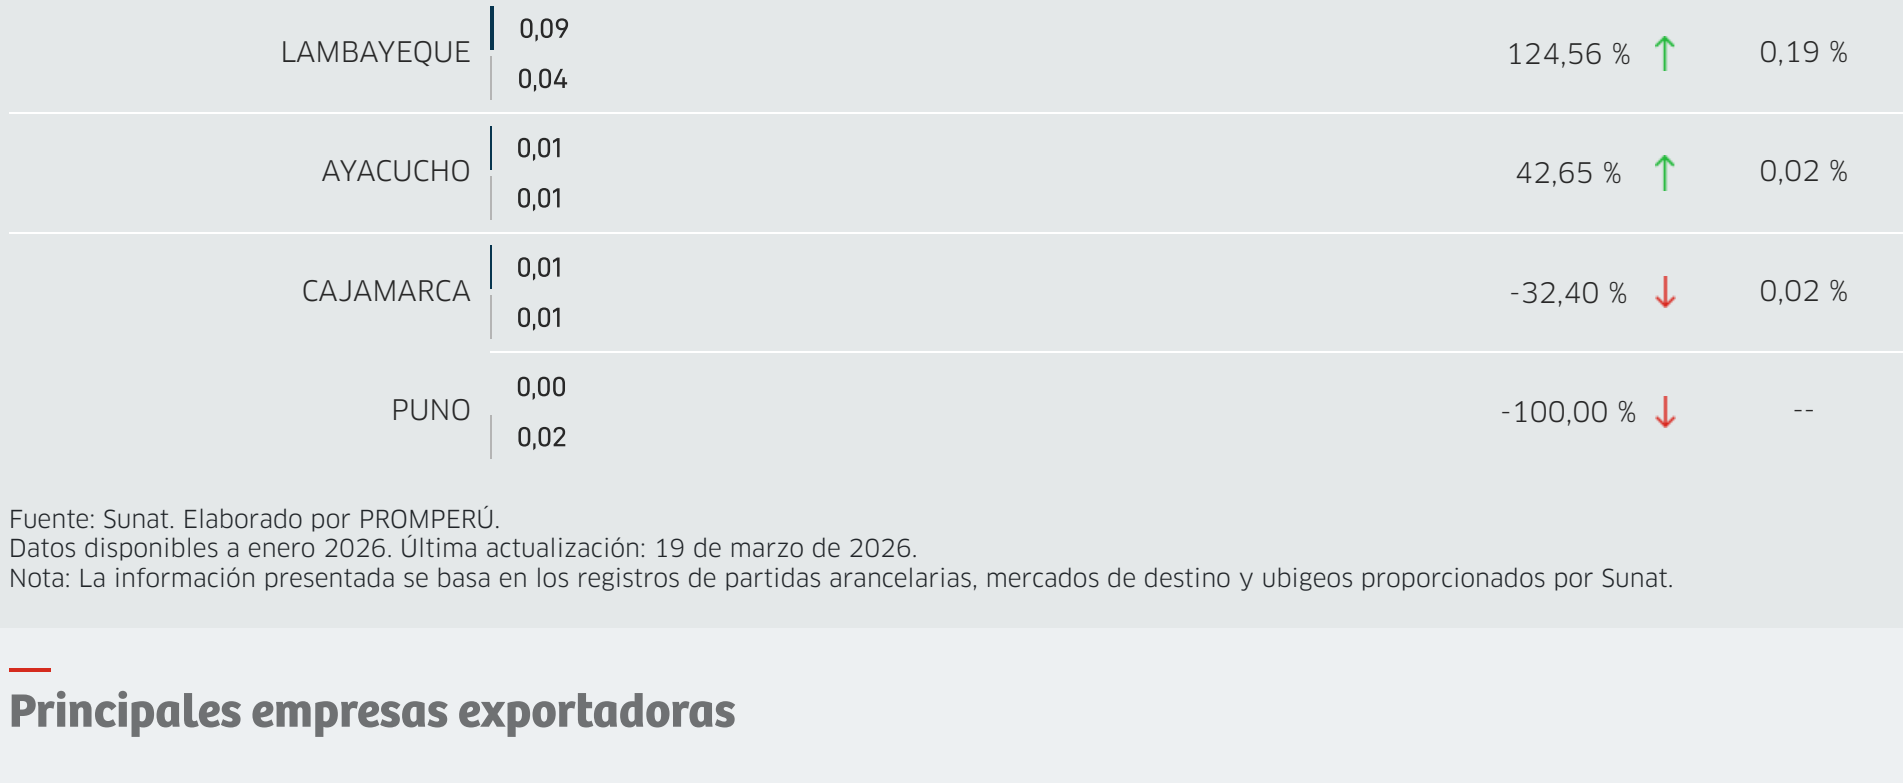 0,09
LAMBAYEQUE 124,56 % 0,19 %
0,04
0,01
AYACUCHO 42,65 % 0,02 %
0,01
0,01
CAJAMARCA -32,40 % 0,02 %
0,01
0,00
PUNO -100,00 % --
0,02
Fuente: Sunat. Elaborado por PROMPERÚ.
Datos disponibles a enero 2026. Última actualización: 19 de marzo de 2026.
Nota: La información presentada se basa en los registros de partidas arancelarias, mercados de destino y ubigeos proporcionados por Sunat.
Principales empresas exportadoras